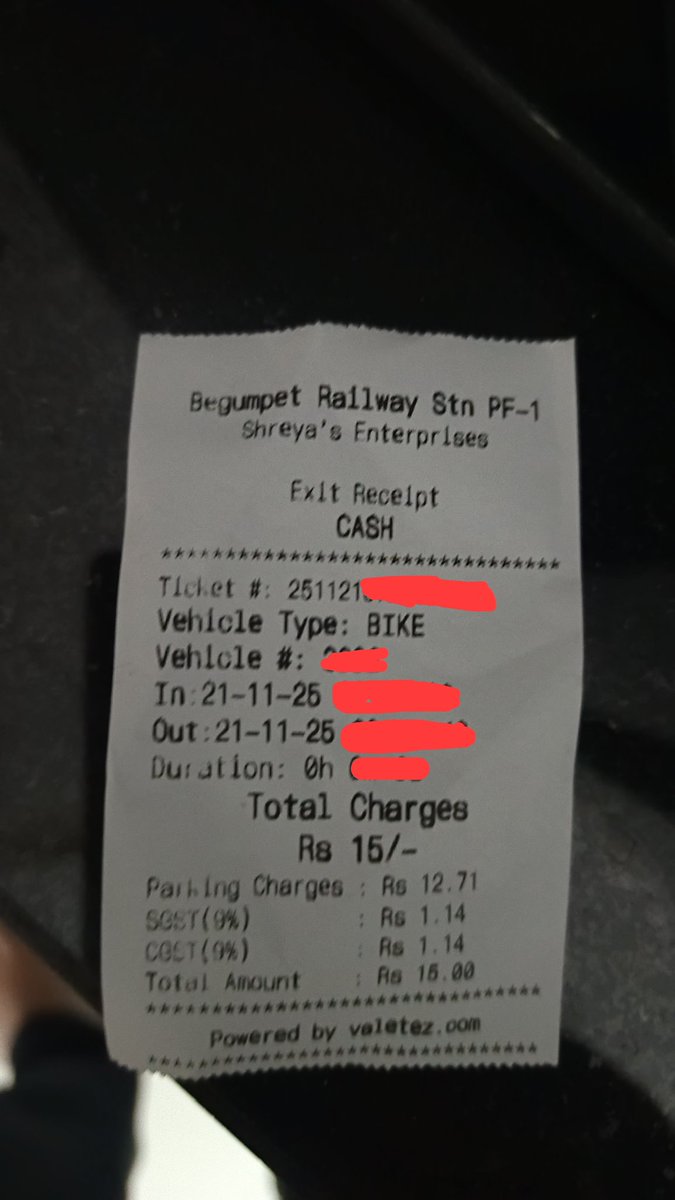 Begumpet Railway Stn PF-1
Shreya's Enterprises
Exit Receipt
CASH
*********************************
Ticket #: 251121
Vehicle Type: BIKE
Vehicle #:
In:21-11-25
Out:21-11-25
Duration: 0h
Total Charges
Rs 15/-
Parking Charges : Rs 12.71
SGST(9%) : Rs 1.14
CGST(9%) : Rs 1.14
Total Amount : Rs 15.00
*********************************
Powered by valetez.com
*********************************